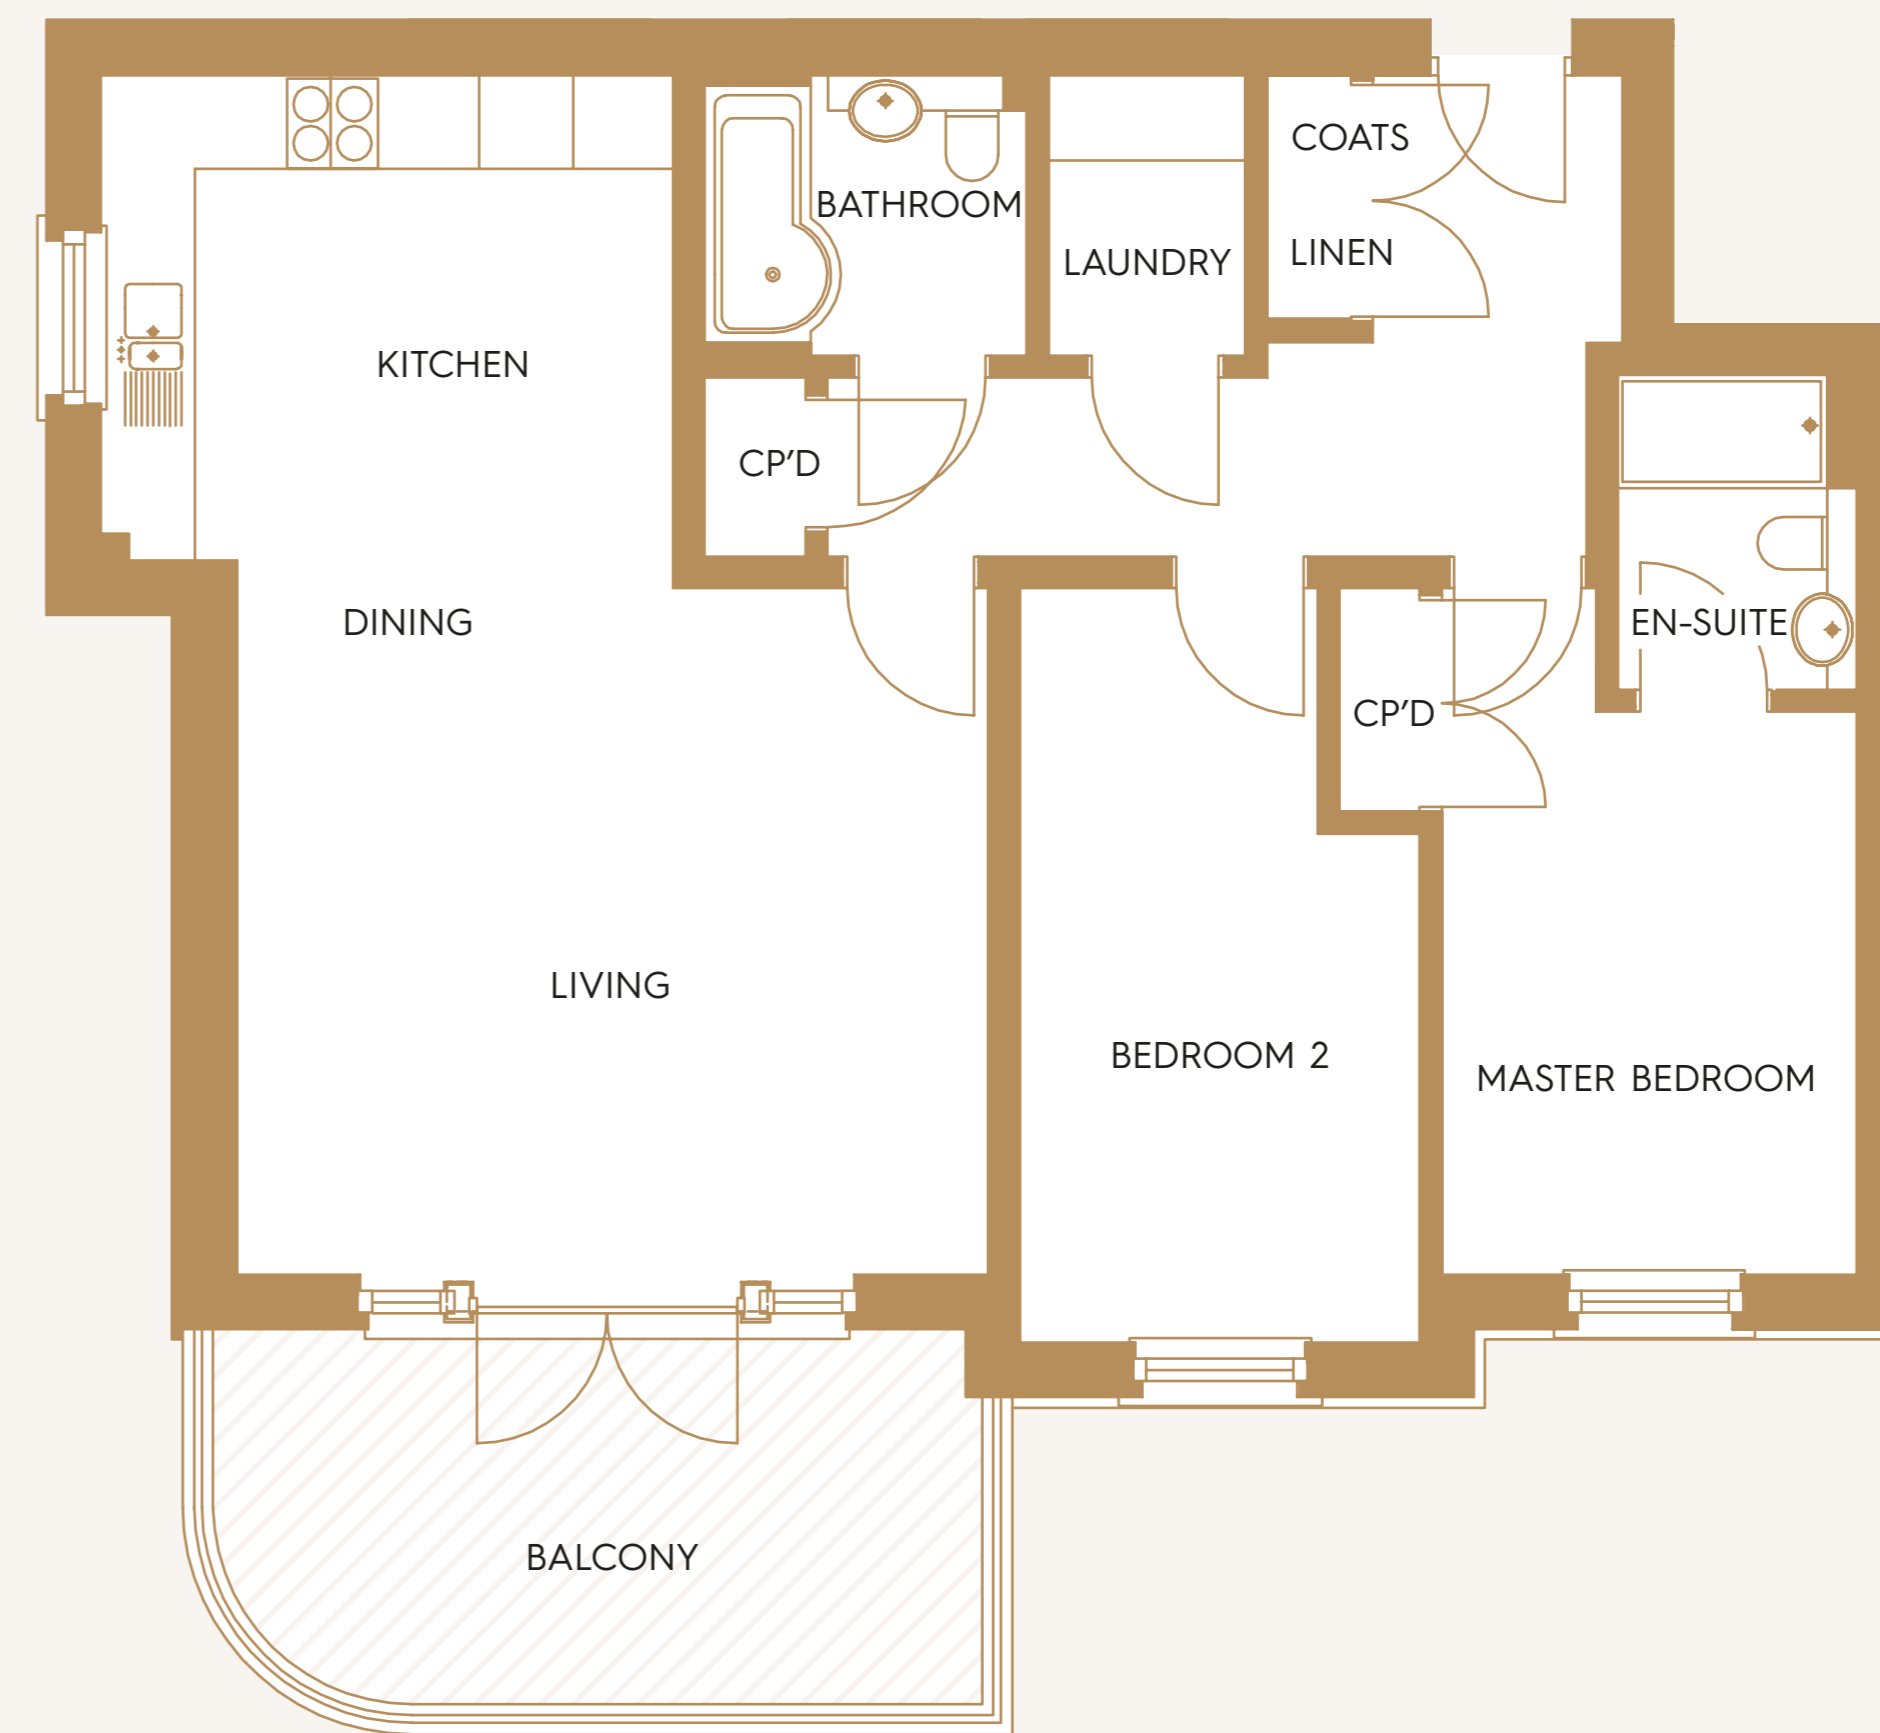 COATS
BATHROOM
LAUNDRY
LINEN
KITCHEN
CP'D
DINING
EN-SUITE
CP'D
LIVING
BEDROOM 2
MASTER BEDROOM
BALCONY